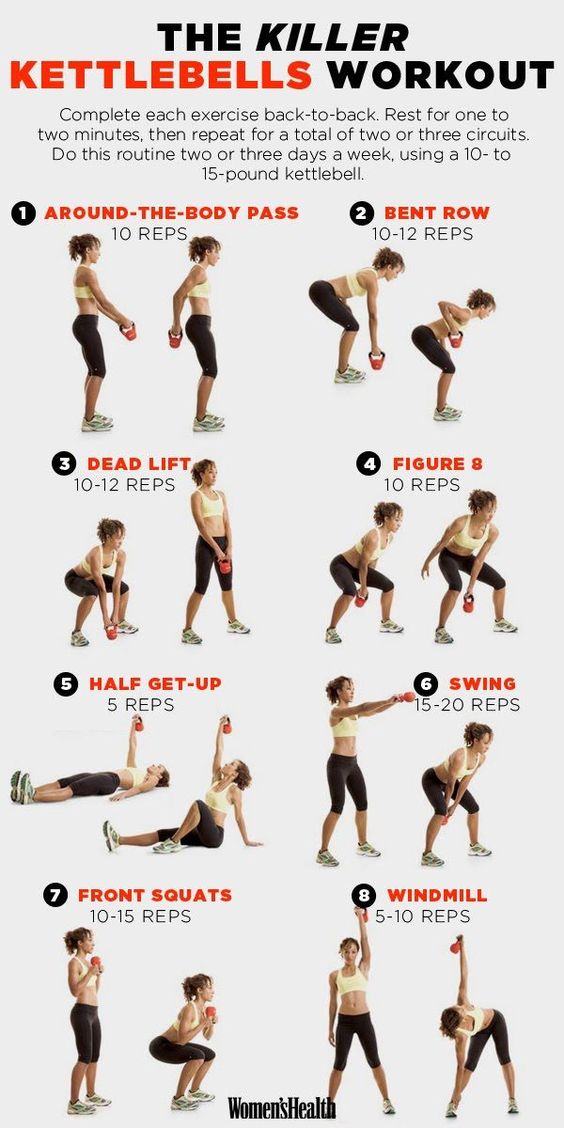 THE KILLER
KETTLEBELLS WORKOUT
Complete each exercise back-to-back. Rest for one to
two minutes, then repeat for a total of two or three circuits.
Do this routine two or three days a week, using a 10- to
15-pound kettlebell.
1 AROUND-THE-BODY PASS
10 REPS
2 BENT ROW
10-12 REPS
3 DEAD LIFT
10-12 REPS
4 FIGURE 8
10 REPS
5 HALF GET-UP
5 REPS
6 SWING
15-20 REPS
7 FRONT SQUATS
10-15 REPS
8 WINDMILL
5-10 REPS
Women'sHealth